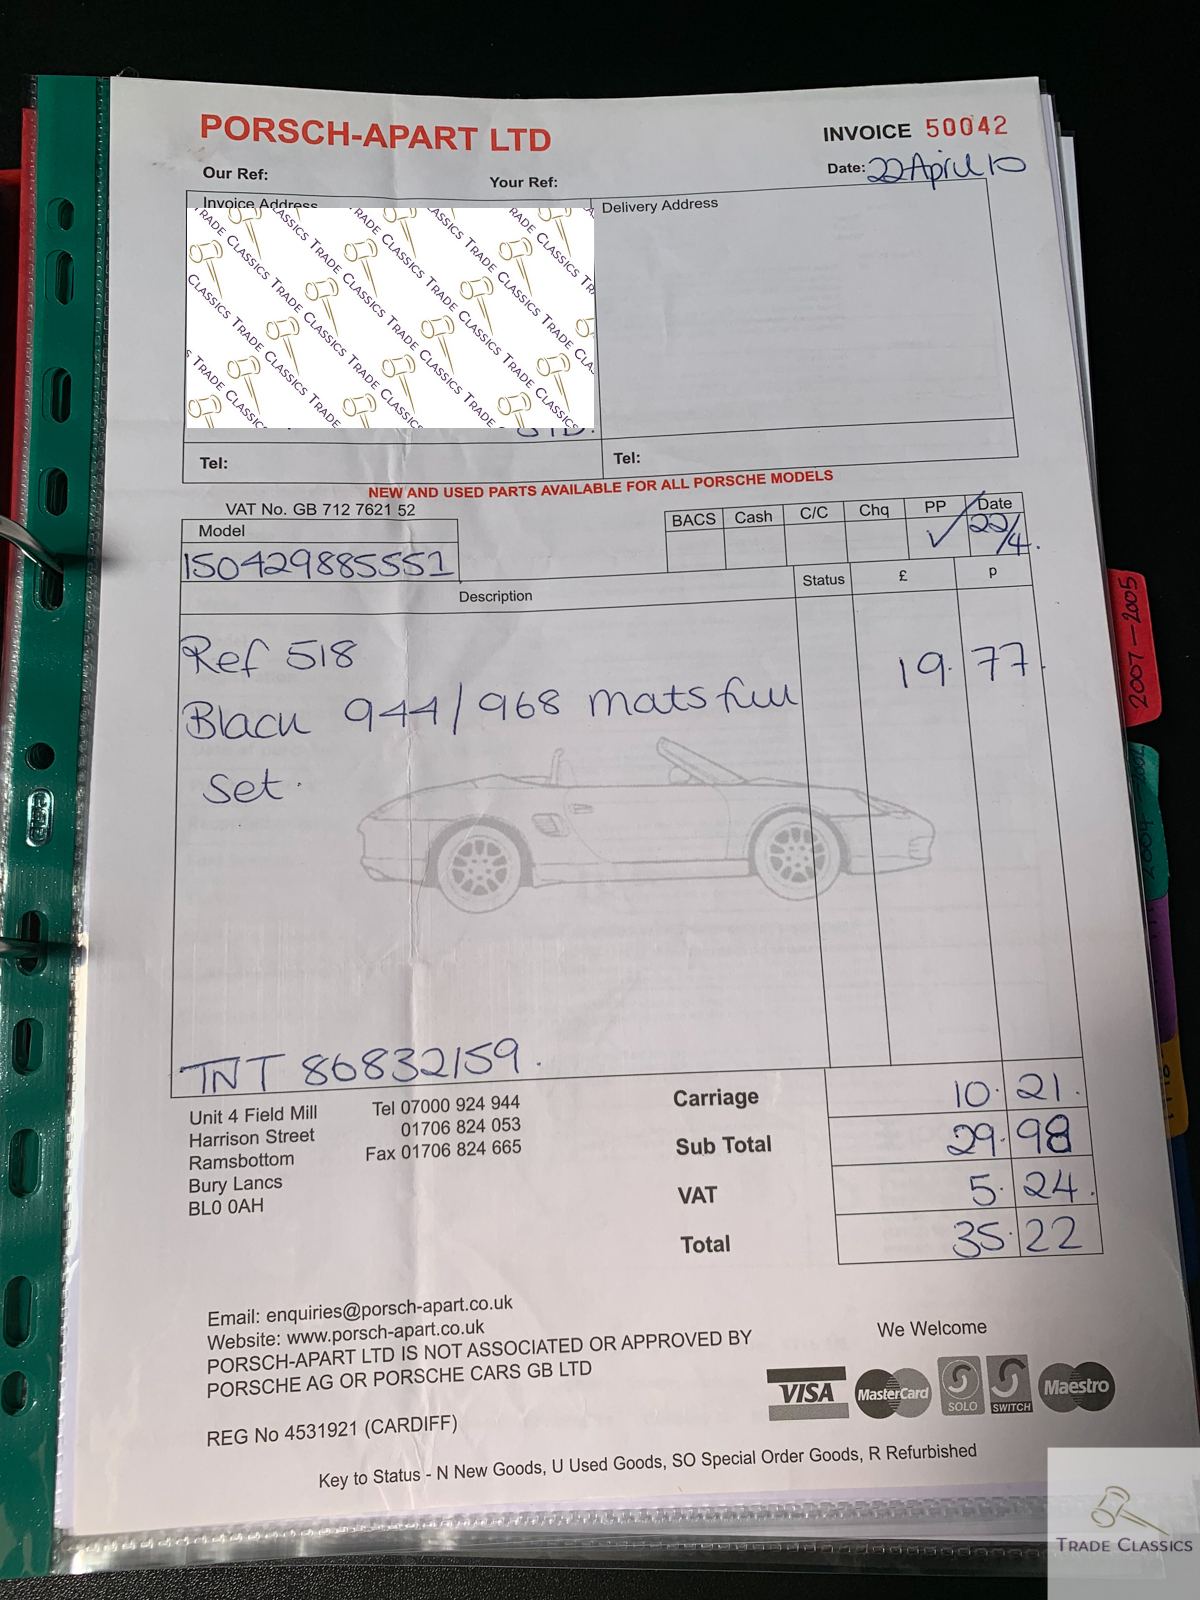 PORSCH-APART LTD
INVOICE 50042
Our Ref:
Your Ref:
Date: 22 April 10
Invoice Address
Delivery Address
TRADE CLASSICS TRADE CLASSICS TRADE CLASSICS
Tel:
Tel:
NEW AND USED PARTS AVAILABLE FOR ALL PORSCHE MODELS
VAT No. GB 712 7621 52
BACS Cash C/C Chq PP Date
✓ 22/4.
Model
150429885551
Description Status £ p
Ref 518 19. 77.
Black 944/968 mats full
set.
TNT 86832159.
Unit 4 Field Mill
Harrison Street
Ramsbottom
Bury Lancs
BL0 0AH
Tel 07000 924 944
01706 824 053
Fax 01706 824 665
Carriage 10. 21.
Sub Total 29. 98
VAT 5. 24.
Total 35. 22
Email: enquiries@porsch-apart.co.uk
Website: www.porsch-apart.co.uk
PORSCH-APART LTD IS NOT ASSOCIATED OR APPROVED BY
PORSCHE AG OR PORSCHE CARS GB LTD
REG No 4531921 (CARDIFF)
We Welcome
VISA MasterCard SOLO SWITCH Maestro
Key to Status - N New Goods, U Used Goods, SO Special Order Goods, R Refurbished
2007 - 2005
TRADE CLASSICS